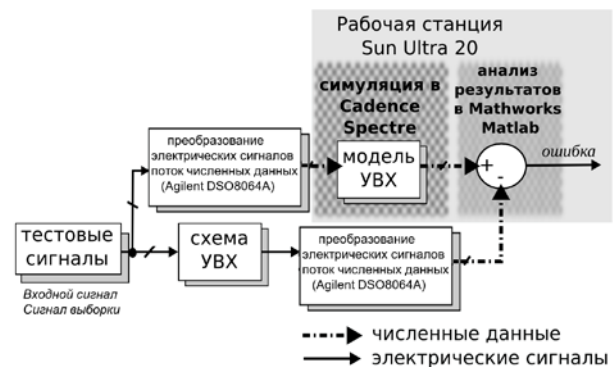 Рабочая станция
Sun Ultra 20
симуляция в
Cadence
Spectre
анализ
результатов
в Mathworks
Matlab
преобразование
электрических сигналов
поток численных данных
(Agilent DSO8064A)
модель
УВХ
+
-
ошибка
тестовые
сигналы
Входной сигнал
Сигнал выборки
схема
УВХ
преобразование
электрических сигналов
поток численных данных
(Agilent DSO8064A)
численные данные
электрические сигналы